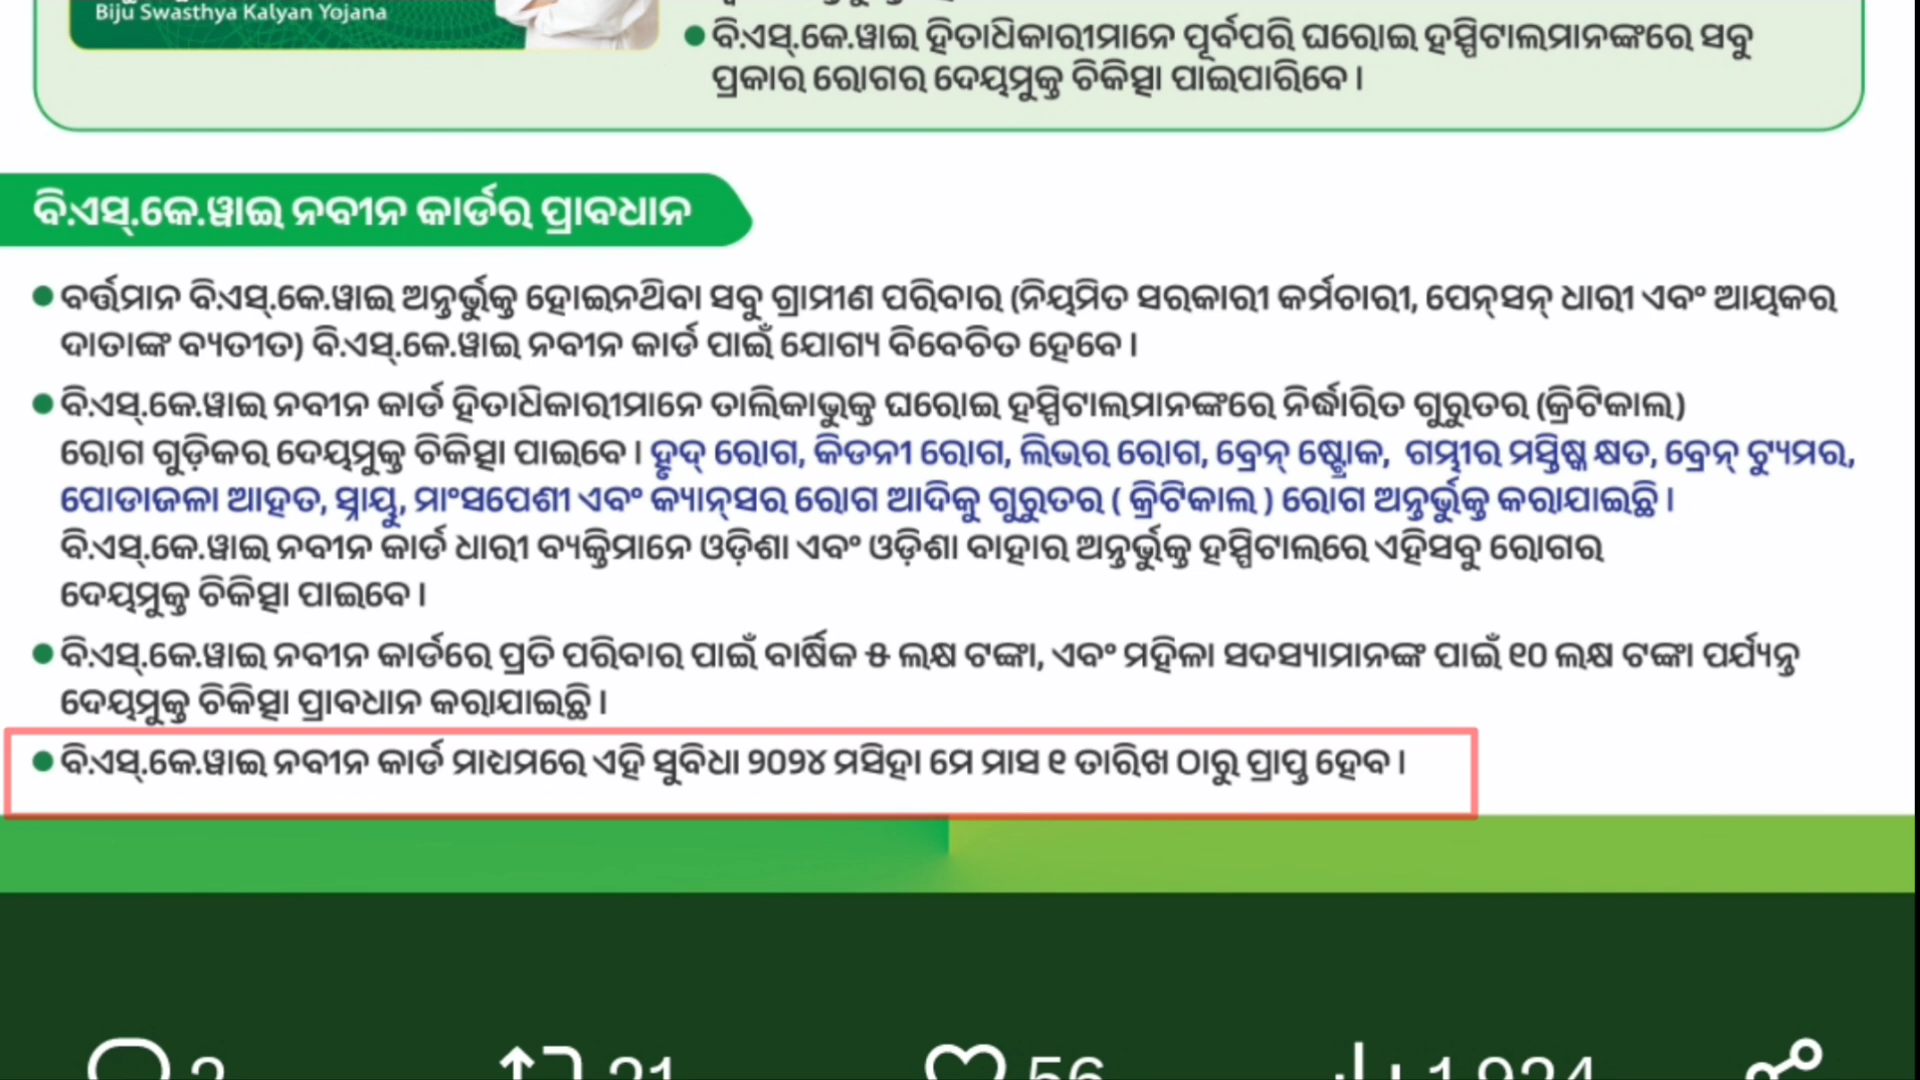 Biju Swasthya Kalyan Yojana
ବି.ଏସ୍.କେ.ୱାଇ ହିତାଧିକାରୀମାନେ ପୂର୍ବପରି ଘରୋଇ ହସ୍ପିଟାଲମାନଙ୍କରେ ସବୁ
ପ୍ରକାର ରୋଗର ଦେୟମୁକ୍ତ ଚିକିତ୍ସା ପାଇପାରିବେ ।
ବି.ଏସ୍.କେ.ୱାଇ ନବୀନ କାର୍ଡର ପ୍ରାବଧାନ
ବର୍ତ୍ତମାନ ବି.ଏସ୍.କେ.ୱାଇ ଅନ୍ତର୍ଭୁକ୍ତ ହୋଇନଥିବା ସବୁ ଗ୍ରାମୀଣ ପରିବାର (ନିୟମିତ ସରକାରୀ କର୍ମଚାରୀ, ପେନ୍‌ସନ୍ ଧାରୀ ଏବଂ ଆୟକର
ଦାତାଙ୍କ ବ୍ୟତୀତ) ବି.ଏସ୍.କେ.ୱାଇ ନବୀନ କାର୍ଡ ପାଇଁ ଯୋଗ୍ୟ ବିବେଚିତ ହେବେ ।
ବି.ଏସ୍.କେ.ୱାଇ ନବୀନ କାର୍ଡ ହିତାଧିକାରୀମାନେ ତାଲିକାଭୁକ୍ତ ଘରୋଇ ହସ୍ପିଟାଲମାନଙ୍କରେ ନିର୍ଦ୍ଧାରିତ ଗୁରୁତର (କ୍ରିଟିକାଲ)
ରୋଗ ଗୁଡ଼ିକର ଦେୟମୁକ୍ତ ଚିକିତ୍ସା ପାଇବେ । ହୃଦ୍ ରୋଗ, କିଡନୀ ରୋଗ, ଲିଭର ରୋଗ, ବ୍ରେନ୍ ଷ୍ଟ୍ରୋକ, ଗମ୍ଭୀର ମସ୍ତିଷ୍କ କ୍ଷତ, ବ୍ରେନ୍ ଟ୍ୟୁମର,
ପୋଡାଜଳା ଆହତ, ସ୍ନାୟୁ, ମାଂସପେଶୀ ଏବଂ କ୍ୟାନ୍‌ସର ରୋଗ ଆଦିକୁ ଗୁରୁତର ( କ୍ରିଟିକାଲ ) ରୋଗ ଅନ୍ତର୍ଭୁକ୍ତ କରାଯାଇଛି ।
ବି.ଏସ୍.କେ.ୱାଇ ନବୀନ କାର୍ଡ ଧାରୀ ବ୍ୟକ୍ତିମାନେ ଓଡ଼ିଶା ଏବଂ ଓଡ଼ିଶା ବାହାର ଅନ୍ତର୍ଭୁକ୍ତ ହସ୍ପିଟାଲରେ ଏହିସବୁ ରୋଗର
ଦେୟମୁକ୍ତ ଚିକିତ୍ସା ପାଇବେ ।
ବି.ଏସ୍.କେ.ୱାଇ ନବୀନ କାର୍ଡରେ ପ୍ରତି ପରିବାର ପାଇଁ ବାର୍ଷିକ ୫ ଲକ୍ଷ ଟଙ୍କା, ଏବଂ ମହିଳା ସଦସ୍ୟାମାନଙ୍କ ପାଇଁ ୧୦ ଲକ୍ଷ ଟଙ୍କା ପର୍ଯ୍ୟନ୍ତ
ଦେୟମୁକ୍ତ ଚିକିତ୍ସା ପ୍ରାବଧାନ କରାଯାଇଛି ।
ବି.ଏସ୍.କେ.ୱାଇ ନବୀନ କାର୍ଡ ମାଧ୍ୟମରେ ଏହି ସୁବିଧା ୨୦୨୪ ମସିହା ମେ ମାସ ୧ ତାରିଖ ଠାରୁ ପ୍ରାପ୍ତ ହେବ ।
2 21 56 1,924